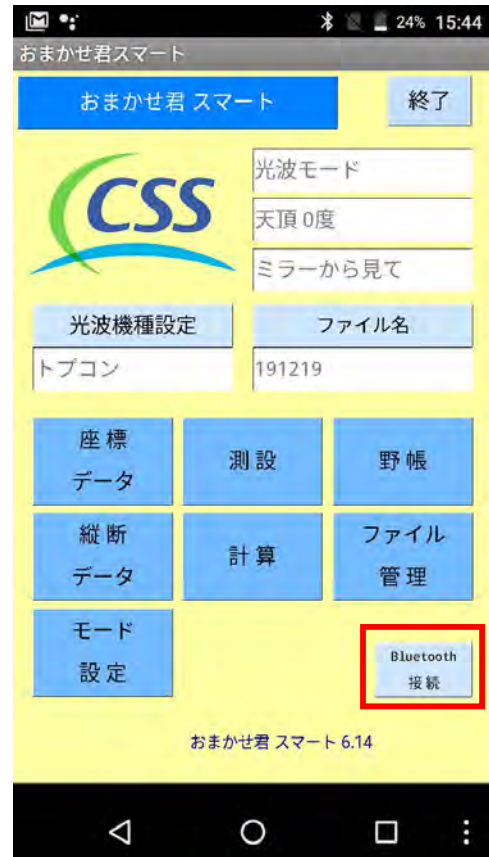 24% 15:44
おまかせ君スマート
おまかせ君 スマート
終了
CSS
光波モード
天頂 0度
ミラーから見て
光波機種設定
ファイル名
トプコン
191219
座標
データ
測設
野帳
縦断
データ
計算
ファイル
管理
モード
設定
Bluetooth
接続
おまかせ君 スマート 6.14